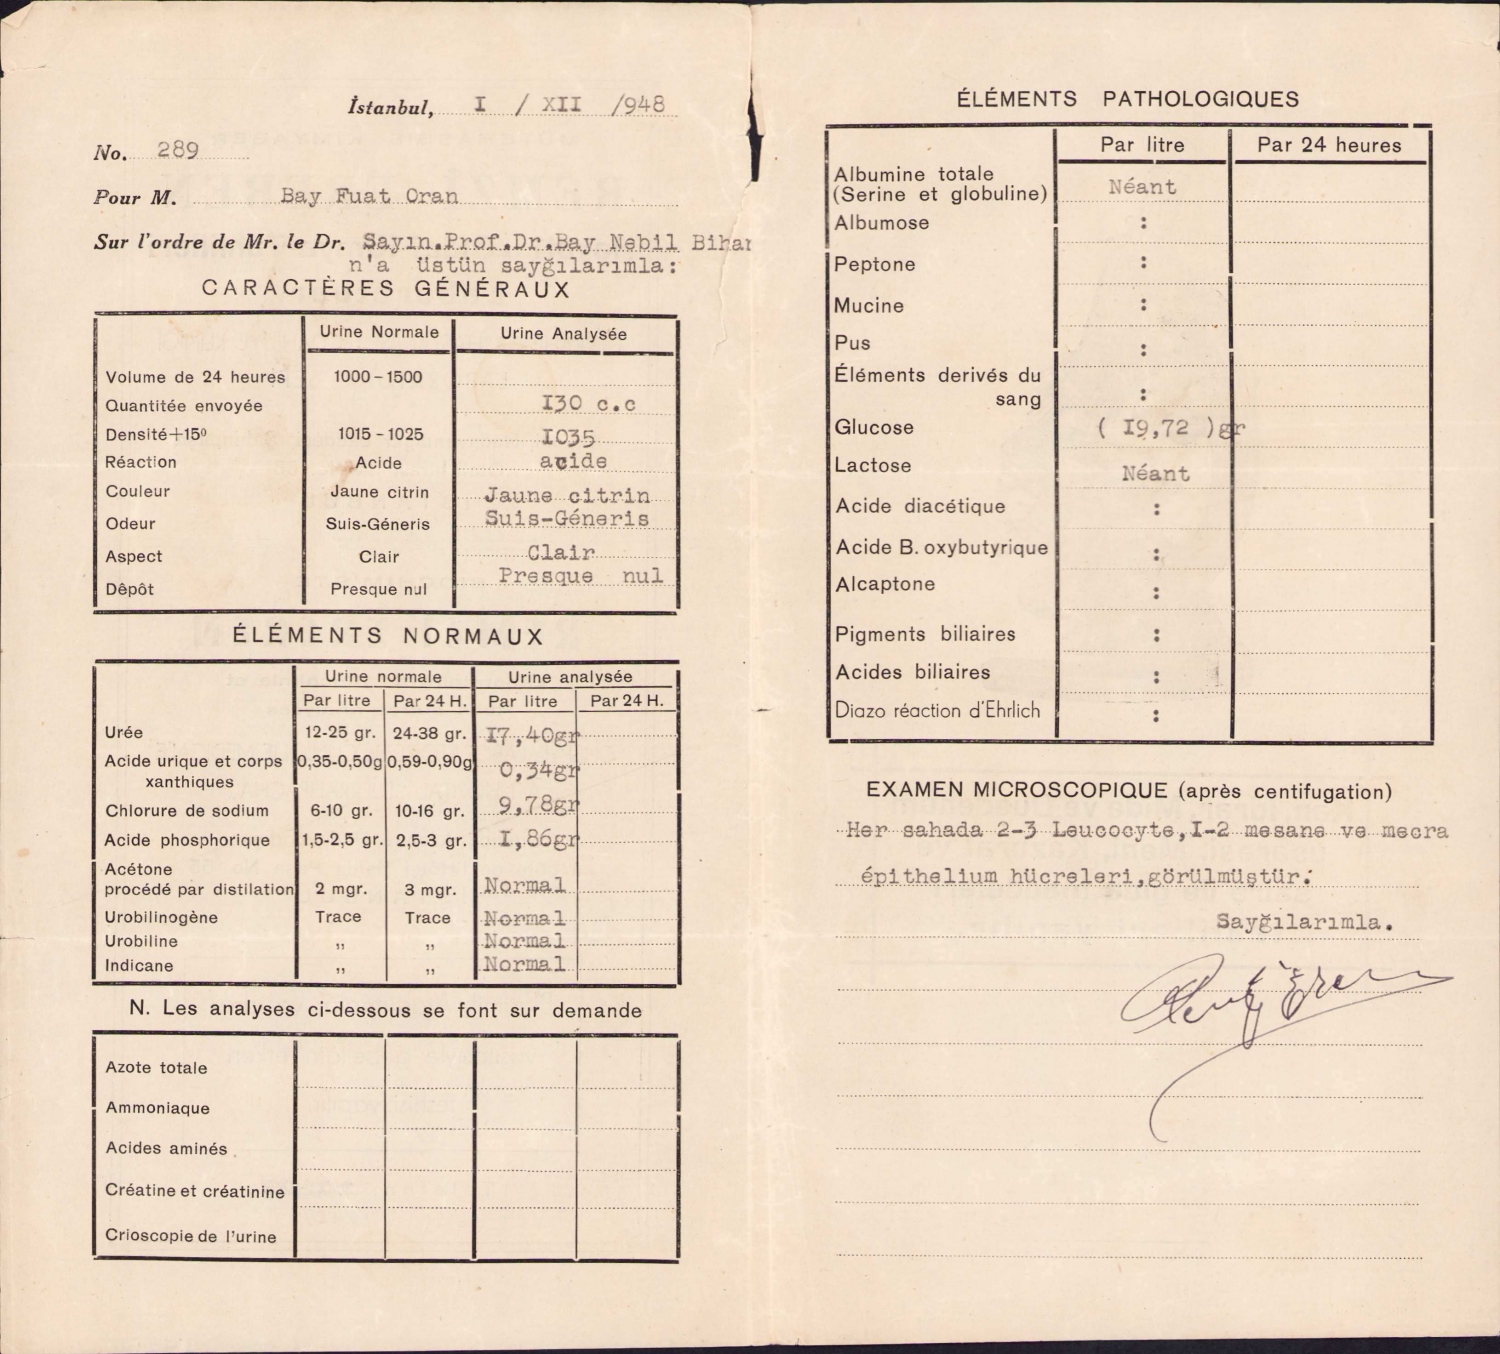 İstanbul, I / XII /948
No. 289
Pour M. Bay Fuat Oran
Sur l'ordre de Mr. le Dr. Sayın.Prof.Dr.Bay Nebil Bihar
n'a üstün sayğılarımla:
CARACTÈRES GÉNÉRAUX
Urine Normale Urine Analysée
Volume de 24 heures 1000-1500
Quantitée envoyée I30 c.c
Densité+15⁰ 1015-1025 I035
Réaction Acide acide
Couleur Jaune citrin Jaune citrin
Odeur Suis-Géneris Suis-Géneris
Aspect Clair Clair
Dêpôt Presque nul Presque nul
ÉLÉMENTS NORMAUX
Urine normale Urine analysée
Par litre Par 24 H. Par litre Par 24 H.
Urée 12-25 gr. 24-38 gr. I7,40gr
Acide urique et corps 0,35-0,50g 0,59-0,90g 0,34gr
xanthiques
Chlorure de sodium 6-10 gr. 10-16 gr. 9,78gr
Acide phosphorique 1,5-2,5 gr. 2,5-3 gr. I,86gr
Acétone
procédé par distilation 2 mgr. 3 mgr. Normal
Urobilinogène Trace Trace Normal
Urobiline ,, ,, Normal
Indicane ,, ,, Normal
N. Les analyses ci-dessous se font sur demande
Azote totale
Ammoniaque
Acides aminés
Créatine et créatinine
Crioscopie de l'urine
ÉLÉMENTS PATHOLOGIQUES
Par litre Par 24 heures
Albumine totale
(Serine et globuline) Néant
Albumose :
Peptone :
Mucine :
Pus :
Éléments derivés du
sang :
Glucose ( I9,72 )gr
Lactose Néant
Acide diacétique :
Acide B. oxybutyrique :
Alcaptone :
Pigments biliaires :
Acides biliaires :
Diazo réaction d'Ehrlich :
EXAMEN MICROSCOPIQUE (après centifugation)
Her sahada 2-3 Leucocyte,I-2 mesane ve mecra
épithelium hücreleri,görülmüştür:
Sayğılarımla.